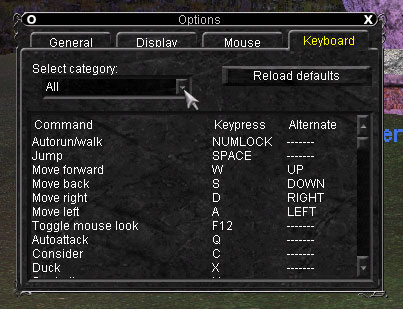 O Options X
General Display Mouse Keyboard
Select category:
All Reload defaults
Command Keypress Alternate
Autorun/walk NUMLOCK -------
Jump SPACE -------
Move forward W UP
Move back S DOWN
Move right D RIGHT
Move left A LEFT
Toggle mouse look F12 -------
Autoattack Q -------
Consider C -------
Duck X -------